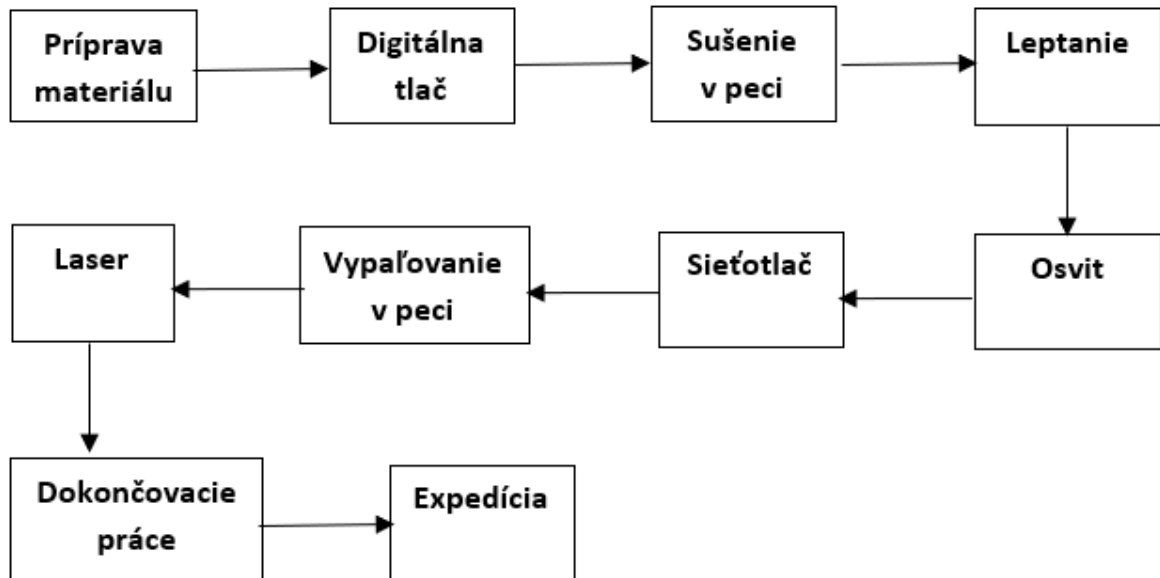 Príprava
materiálu
Digitálna
tlač
Sušenie
v peci
Leptanie
Laser
Vypaľovanie
v peci
Sieťotlač
Osvit
Dokončovacie
práce
Expedícia